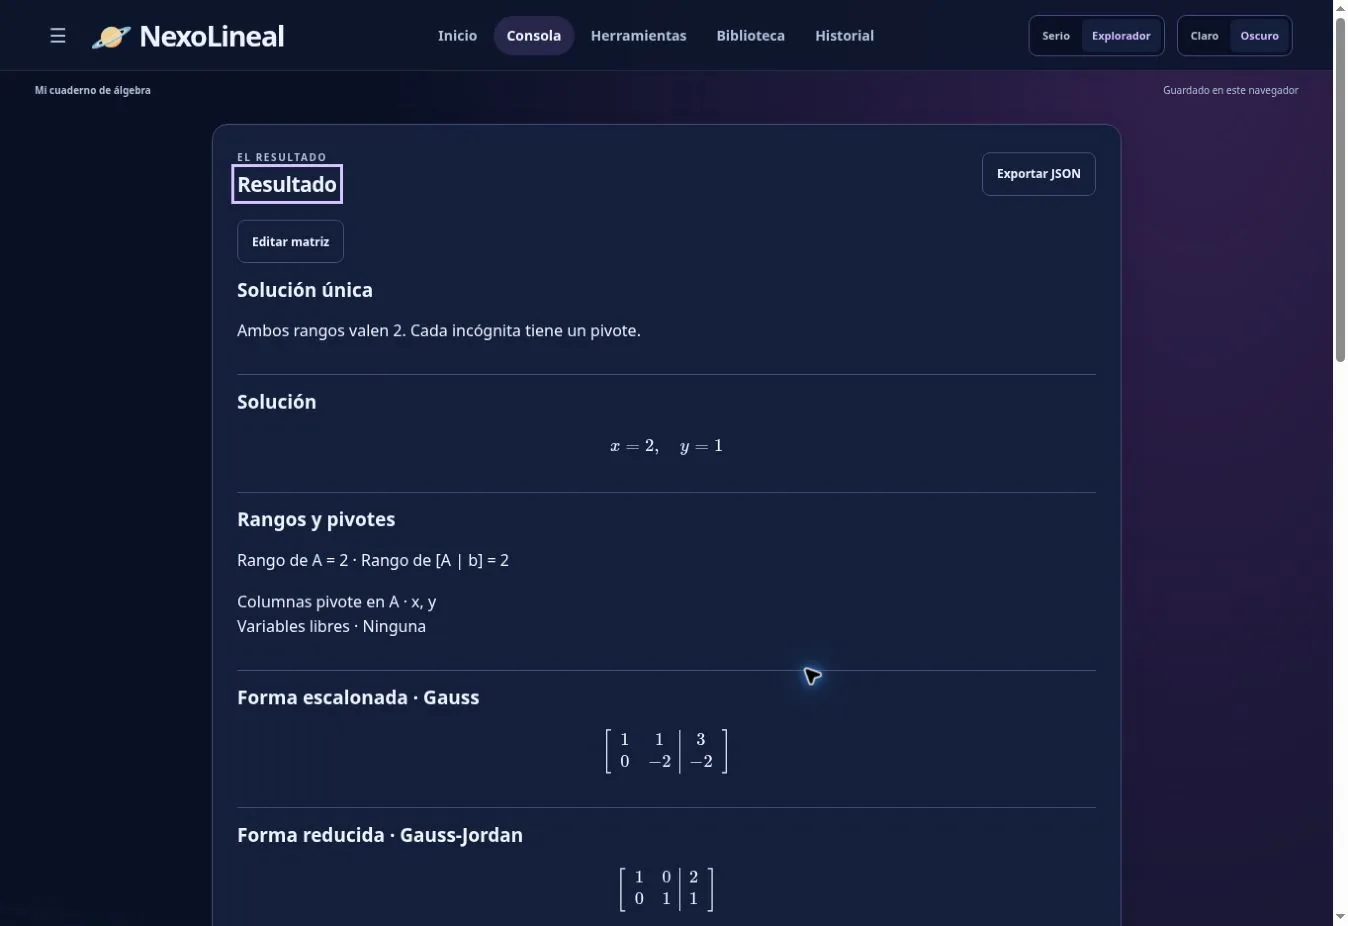 ☰ NexoLineal Inicio Consola Herramientas Biblioteca Historial Serio Explorador Claro Oscuro
Mi cuaderno de álgebra Guardado en este navegador
EL RESULTADO
Resultado Exportar JSON
Editar matriz
Solución única
Ambos rangos valen 2. Cada incógnita tiene un pivote.
Solución
x = 2, y = 1
Rangos y pivotes
Rango de A = 2 · Rango de [A | b] = 2
Columnas pivote en A · x, y
Variables libres · Ninguna
Forma escalonada · Gauss
1 1 3
0 −2 −2
Forma reducida · Gauss-Jordan
1 0 2
0 1 1